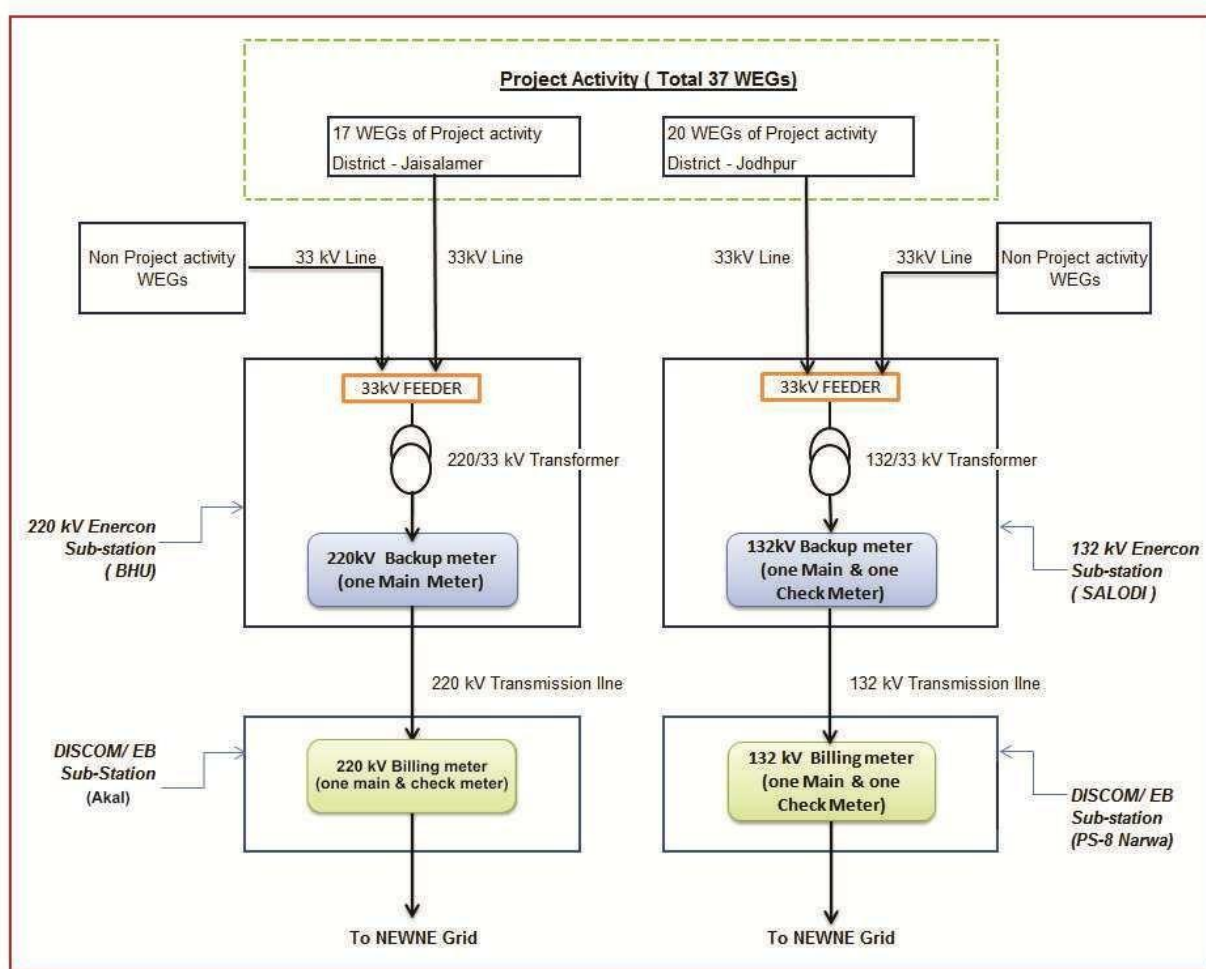 Project Activity ( Total 37 WEGs)
17 WEGs of Project activity
District - Jaisalamer
20 WEGs of Project activity
District - Jodhpur
Non Project activity
WEGs
33 kV Line
33kV Line
33kV Line
33kV Line
Non Project activity
WEGs
33kV FEEDER
33kV FEEDER
220/33 kV Transformer
132/33 kV Transformer
220 kV Enercon
Sub-station
( BHU)
220kV Backup meter
(one Main Meter)
132kV Backup meter
(one Main & one
Check Meter)
132 kV Enercon
Sub-station
( SALODI )
220 kV Transmission lIne
132 kV Transmission lIne
DISCOM/ EB
Sub-Station
(Akal)
220 kV Billing meter
(one main & check meter)
132 kV Billing meter
(one Main & one
Check Meter)
DISCOM/ EB
Sub-station
(PS-8 Narwa)
To NEWNE Grid
To NEWNE Grid